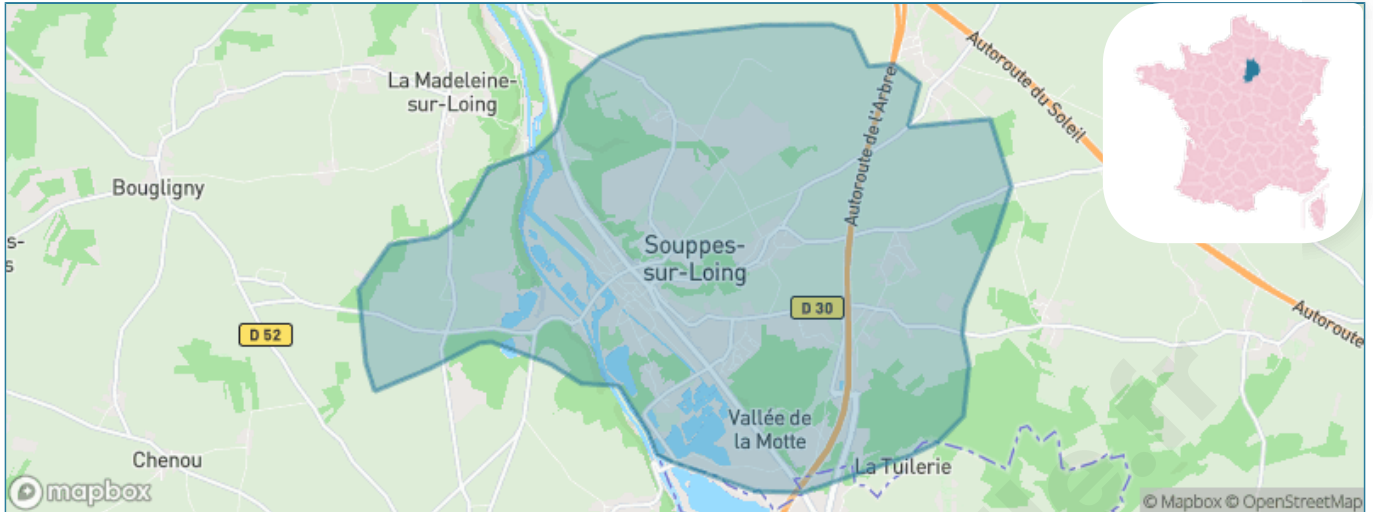 La Madeleine-
sur-Loing
Autoroute du Soleil
Autoroute de l'Arbre
Bougligny
s-
s
Souppes-
sur-Loing
D 30
Autoroute
D 52
Vallée de
la Motte
Chenou
La Tuilerie
mapbox
© Mapbox © OpenStreetMap